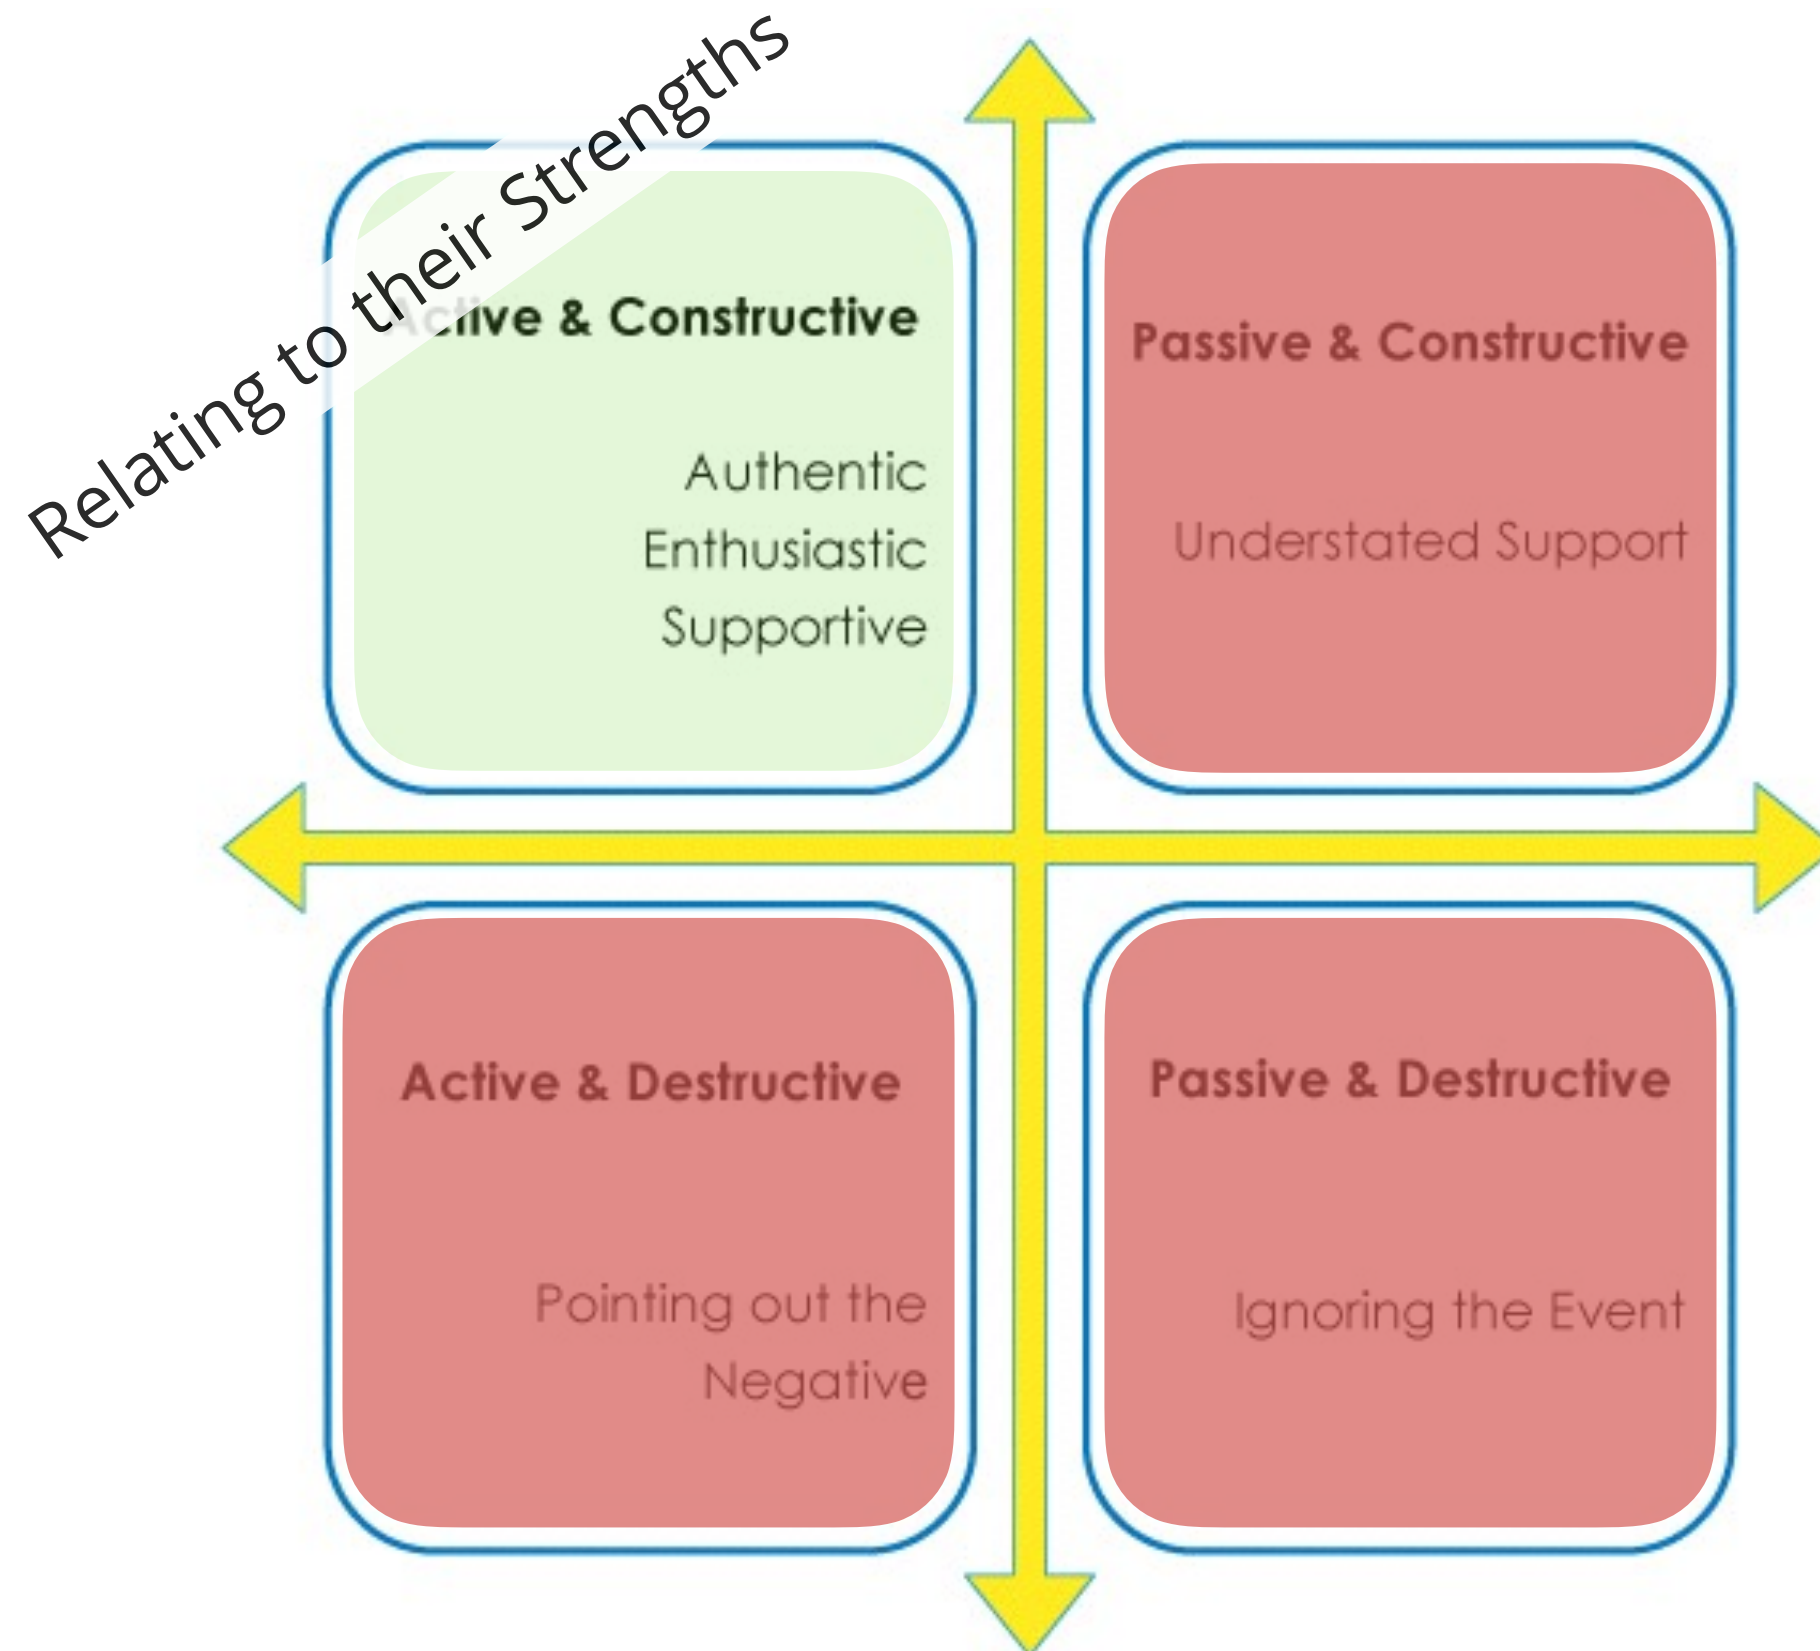 Relating to their Strengths
Active & Constructive
Authentic
Enthusiastic
Supportive
Passive & Constructive
Understated Support
Active & Destructive
Pointing out the
Negative
Passive & Destructive
Ignoring the Event